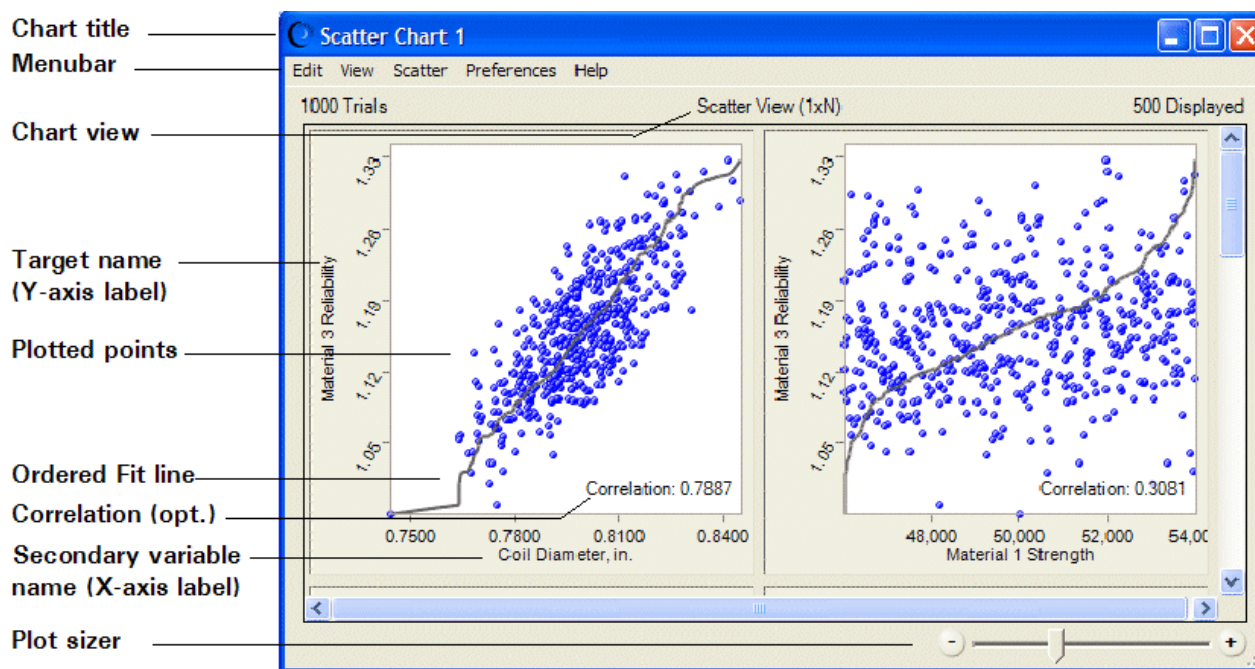 Chart title
Menubar
Chart view
Target name
(Y-axis label)
Plotted points
Ordered Fit line
Correlation (opt.)
Secondary variable
name (X-axis label)
Plot sizer
Scatter Chart 1
Edit View Scatter Preferences Help
1000 Trials Scatter View (1xN) 500 Displayed
Material 3 Reliability
1.33
1.28
1.19
1.12
1.05
Correlation: 0.7887
0.7500 0.7800 0.8100 0.8400
Coil Diameter, in.
Material 3 Reliability
1.33
1.28
1.19
1.12
1.05
Correlation: 0.3081
48,000 50,000 52,000 54,00
Material 1 Strength
- +